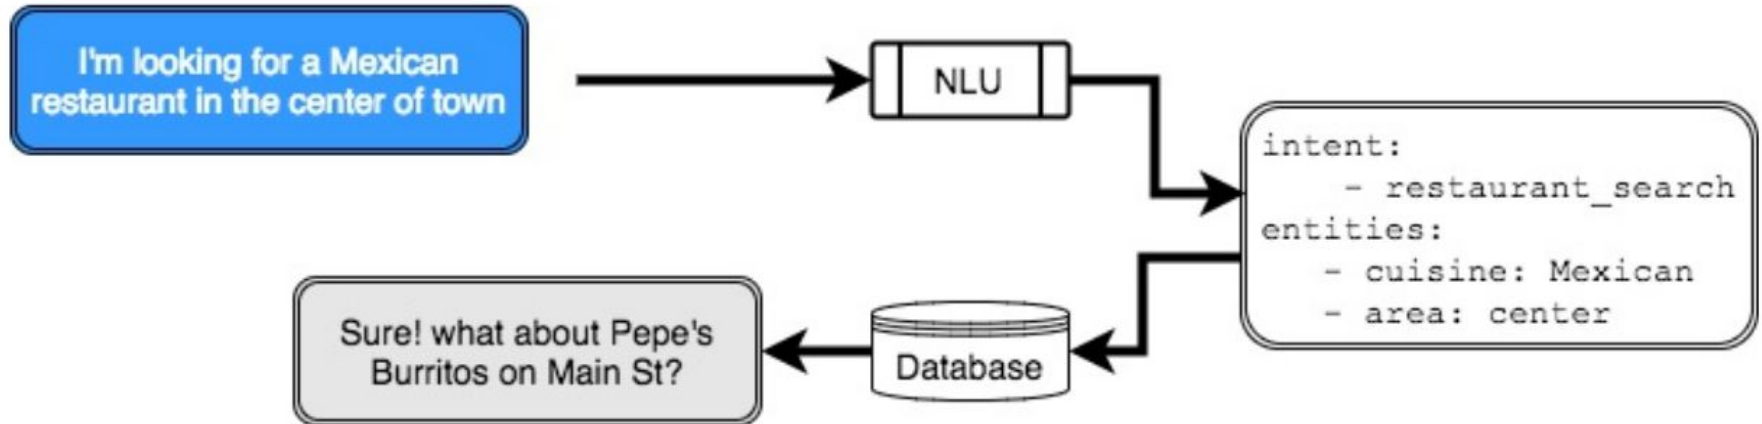 I'm looking for a Mexican
restaurant in the center of town
NLU
intent:
- restaurant_search
entities:
- cuisine: Mexican
- area: center
Database
Sure! what about Pepe's
Burritos on Main St?